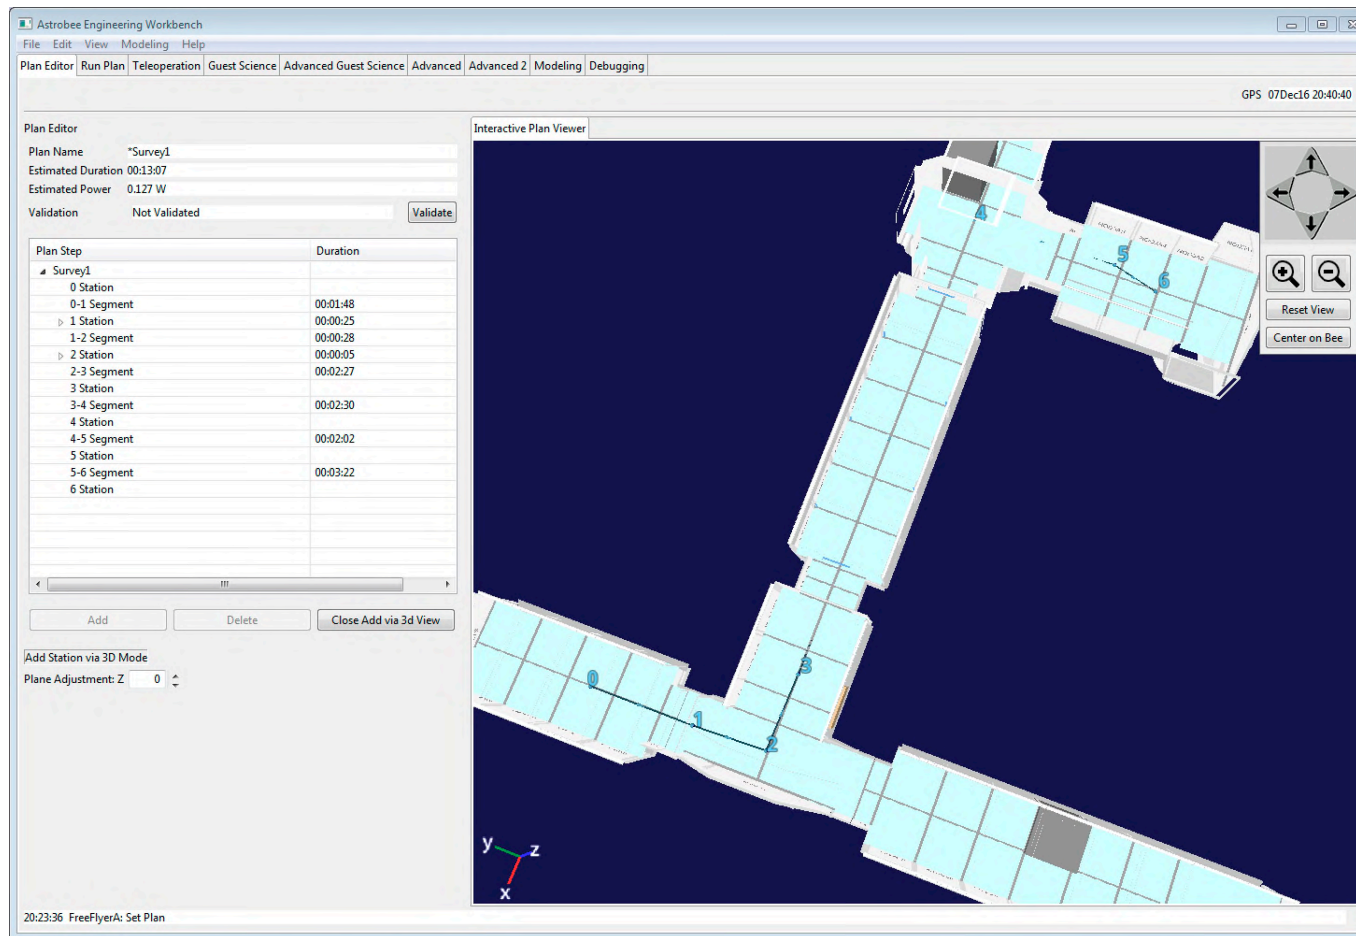 Astrobee Engineering Workbench
File Edit View Modeling Help
Plan Editor Run Plan Teleoperation Guest Science Advanced Guest Science Advanced Advanced 2 Modeling Debugging
GPS 07Dec16 20:40:40
Plan Editor
Plan Name *Survey1
Estimated Duration 00:13:07
Estimated Power 0.127 W
Validation Not Validated Validate
Plan Step Duration
Survey1
0 Station
0-1 Segment 00:01:48
1 Station 00:00:25
1-2 Segment 00:00:28
2 Station 00:00:05
2-3 Segment 00:02:27
3 Station
3-4 Segment 00:02:30
4 Station
4-5 Segment 00:02:02
5 Station
5-6 Segment 00:03:22
6 Station
Add Delete Close Add via 3d View
Add Station via 3D Mode
Plane Adjustment: Z 0
Interactive Plan Viewer
4
5
6
Reset View
Center on Bee
3
0
1
2
y z
x
20:23:36 FreeFlyerA: Set Plan